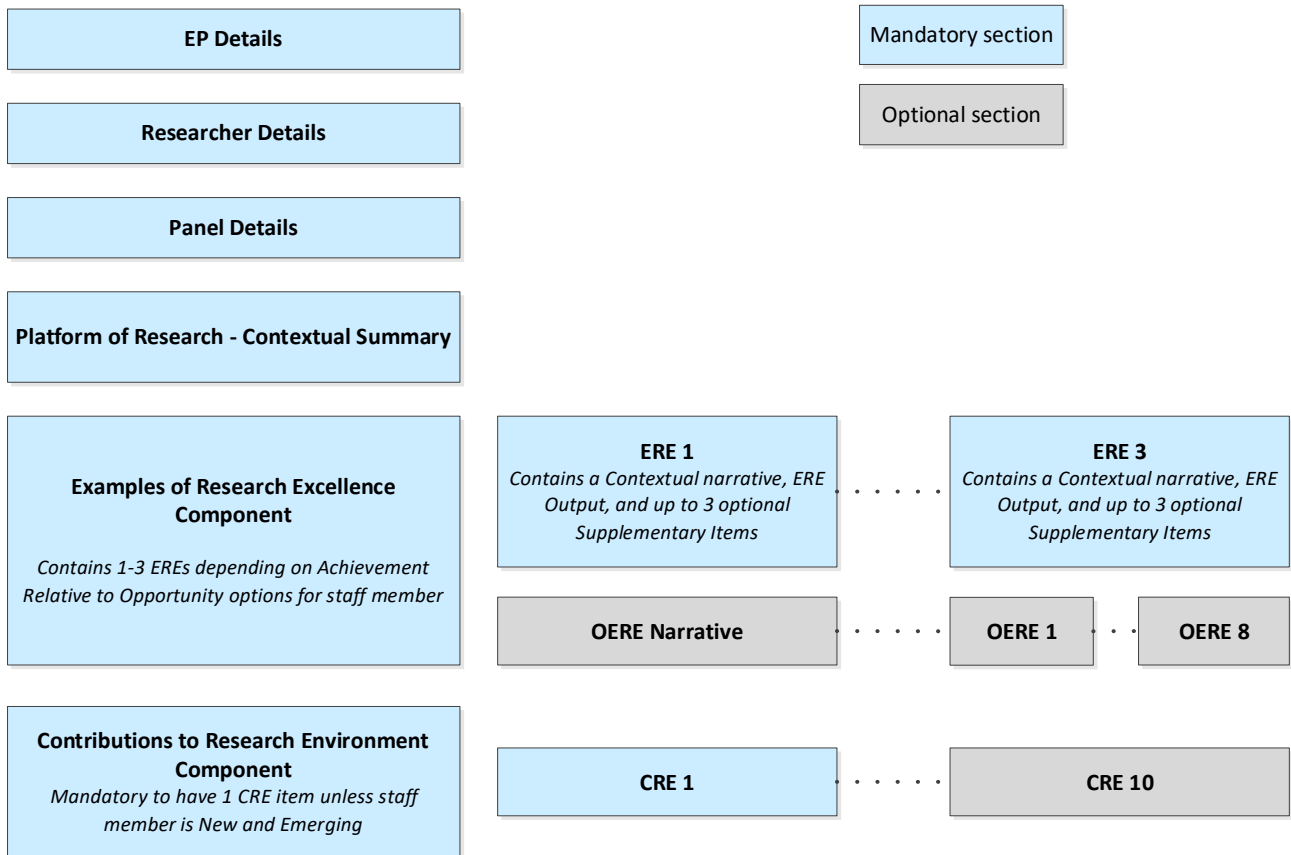 EP Details
Mandatory section
Optional section
Researcher Details
Panel Details
Platform of Research - Contextual Summary
Examples of Research Excellence
Component
Contains 1-3 EREs depending on Achievement
Relative to Opportunity options for staff member
ERE 1
Contains a Contextual narrative, ERE
Output, and up to 3 optional
Supplementary Items
ERE 3
Contains a Contextual narrative, ERE
Output, and up to 3 optional
Supplementary Items
OERE Narrative
OERE 1
OERE 8
Contributions to Research Environment
Component
Mandatory to have 1 CRE item unless staff
member is New and Emerging
CRE 1
CRE 10